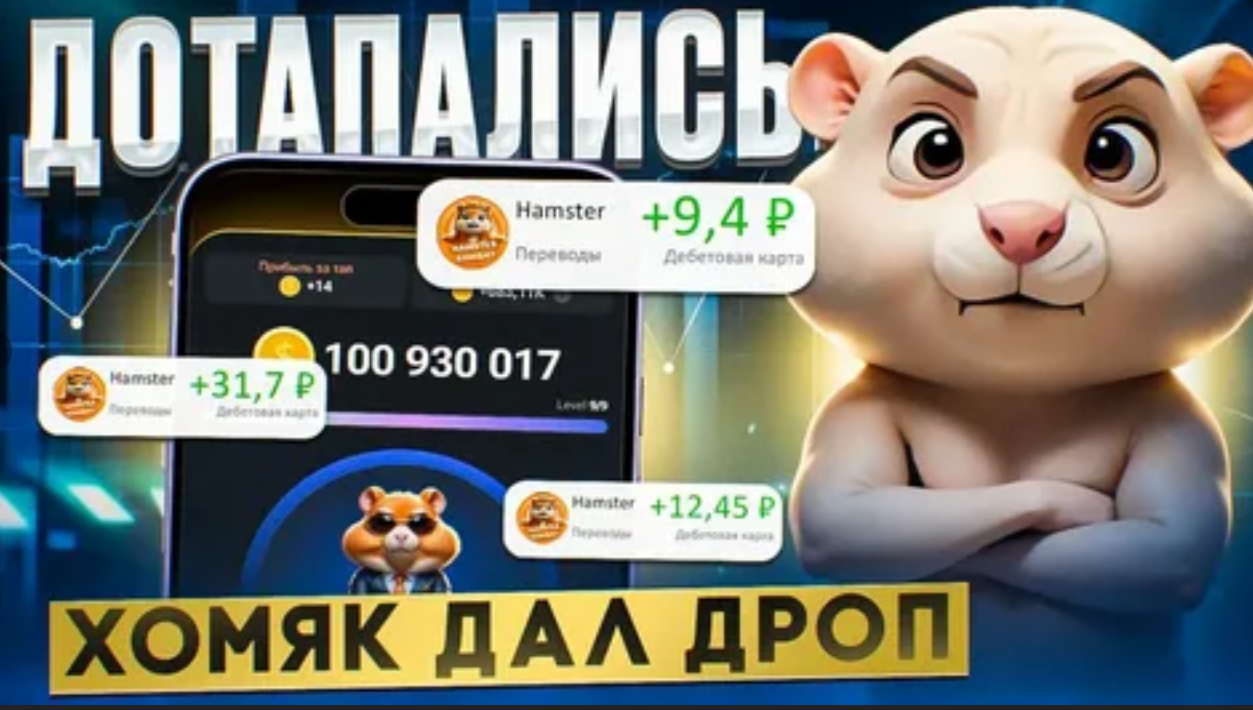 ДОТАПАЛИСЬ
Hamster
+9,4 ₽
Переводы
Дебетовая карта
Прибыль за тап
+14
100 930 017
Hamster
+31,7 ₽
Переводы
Дебетовая карта
Level 9/9
Hamster
+12,45 ₽
Переводы
Дебетовая карта
ХОМЯК ДАЛ ДРОП